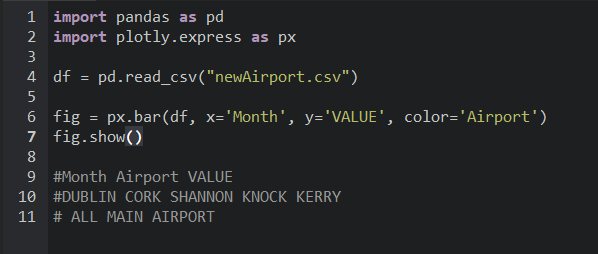 1 import pandas as pd
2 import plotly.express as px
3
4 df = pd.read_csv("newAirport.csv")
5
6 fig = px.bar(df, x='Month', y='VALUE', color='Airport')
7 fig.show()
8
9 #Month Airport VALUE
10 #DUBLIN CORK SHANNON KNOCK KERRY
11 # ALL MAIN AIRPORT